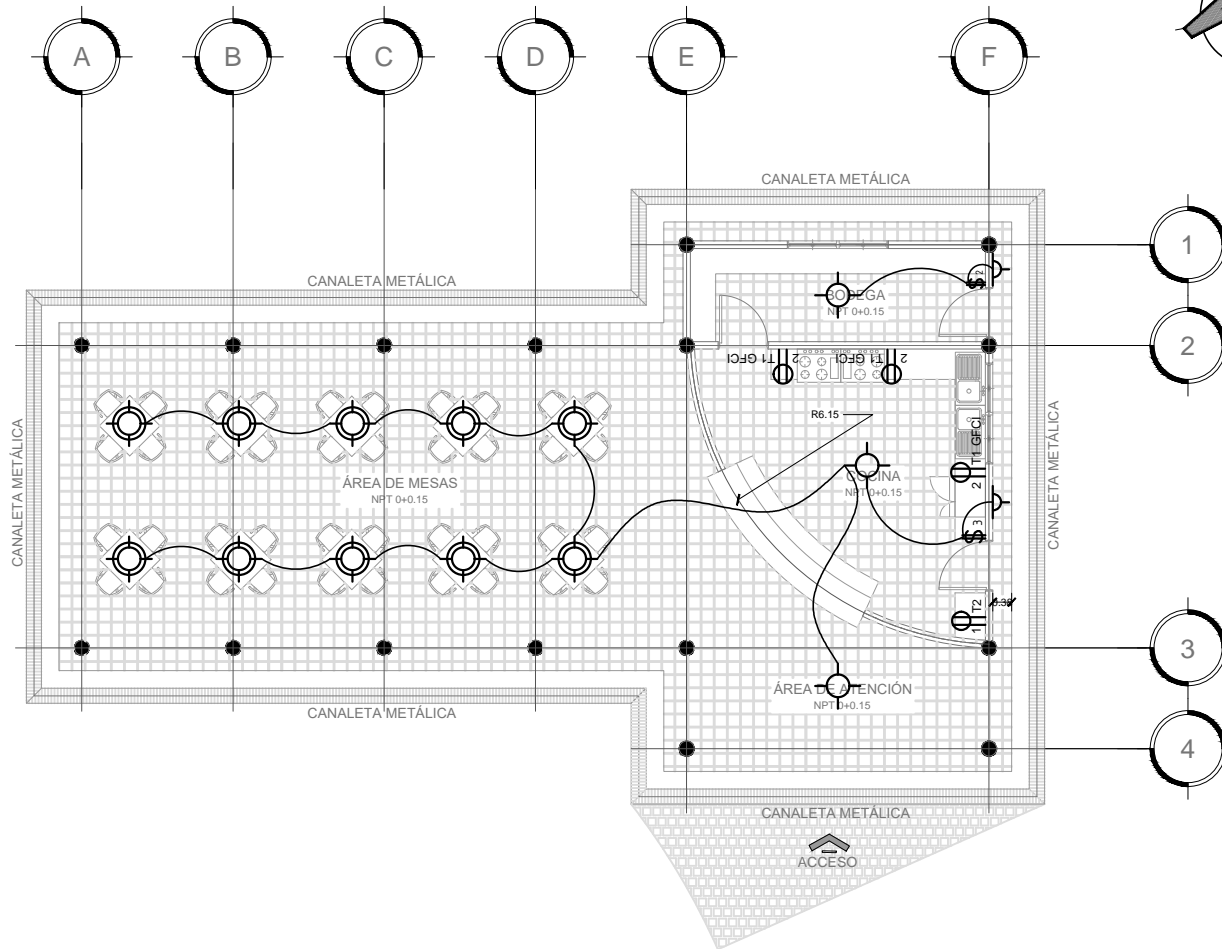 A
B
C
D
E
F
CANALETA METÁLICA
1
CANALETA METÁLICA
$ 2
BODEGA
NPT 0+0.15
2
T1 GFCI
2
T1 GFCI
2
CANALETA METÁLICA
R6.15
T1 GFCI
2
COCINA
NPT 0+0.15
ÁREA DE MESAS
NPT 0+0.15
CANALETA METÁLICA
$ 3
T2
1
3
ÁREA DE ATENCIÓN
NPT 0+0.15
CANALETA METÁLICA
4
CANALETA METÁLICA
ACCESO